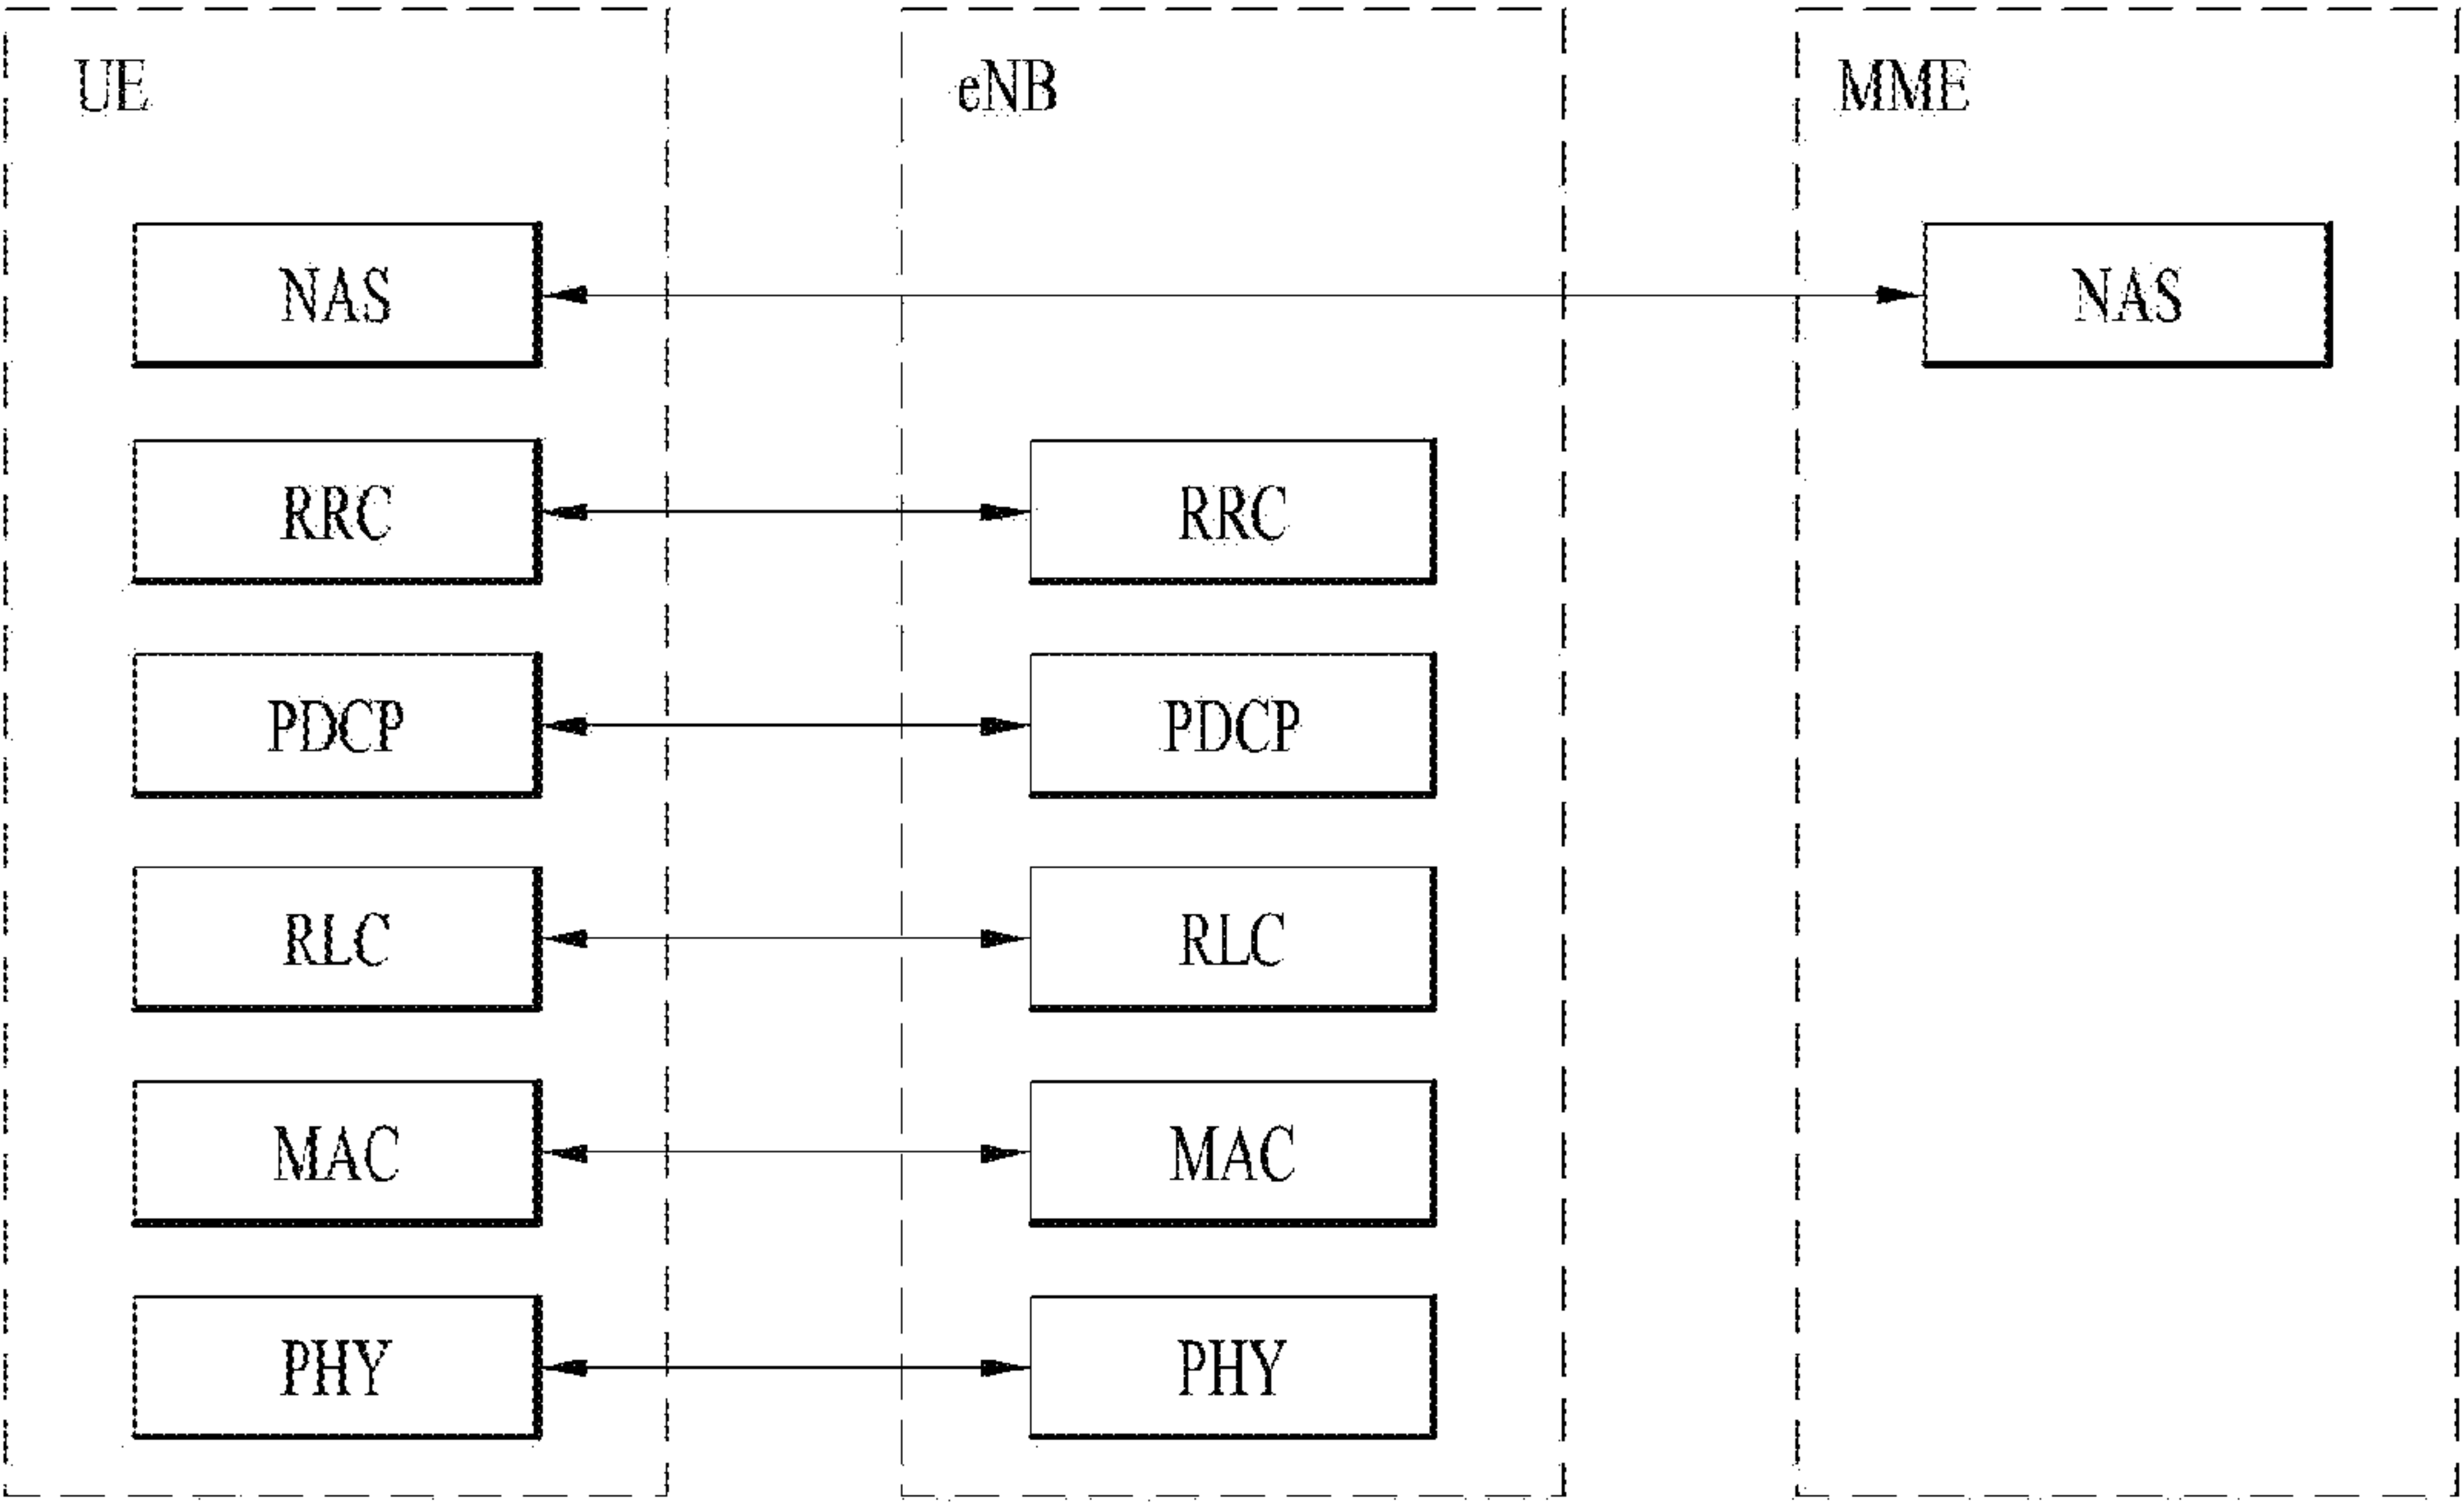 UE eNB MME
NAS NAS
RRC RRC
PDCP PDCP
RLC RLC
MAC MAC
PHY PHY